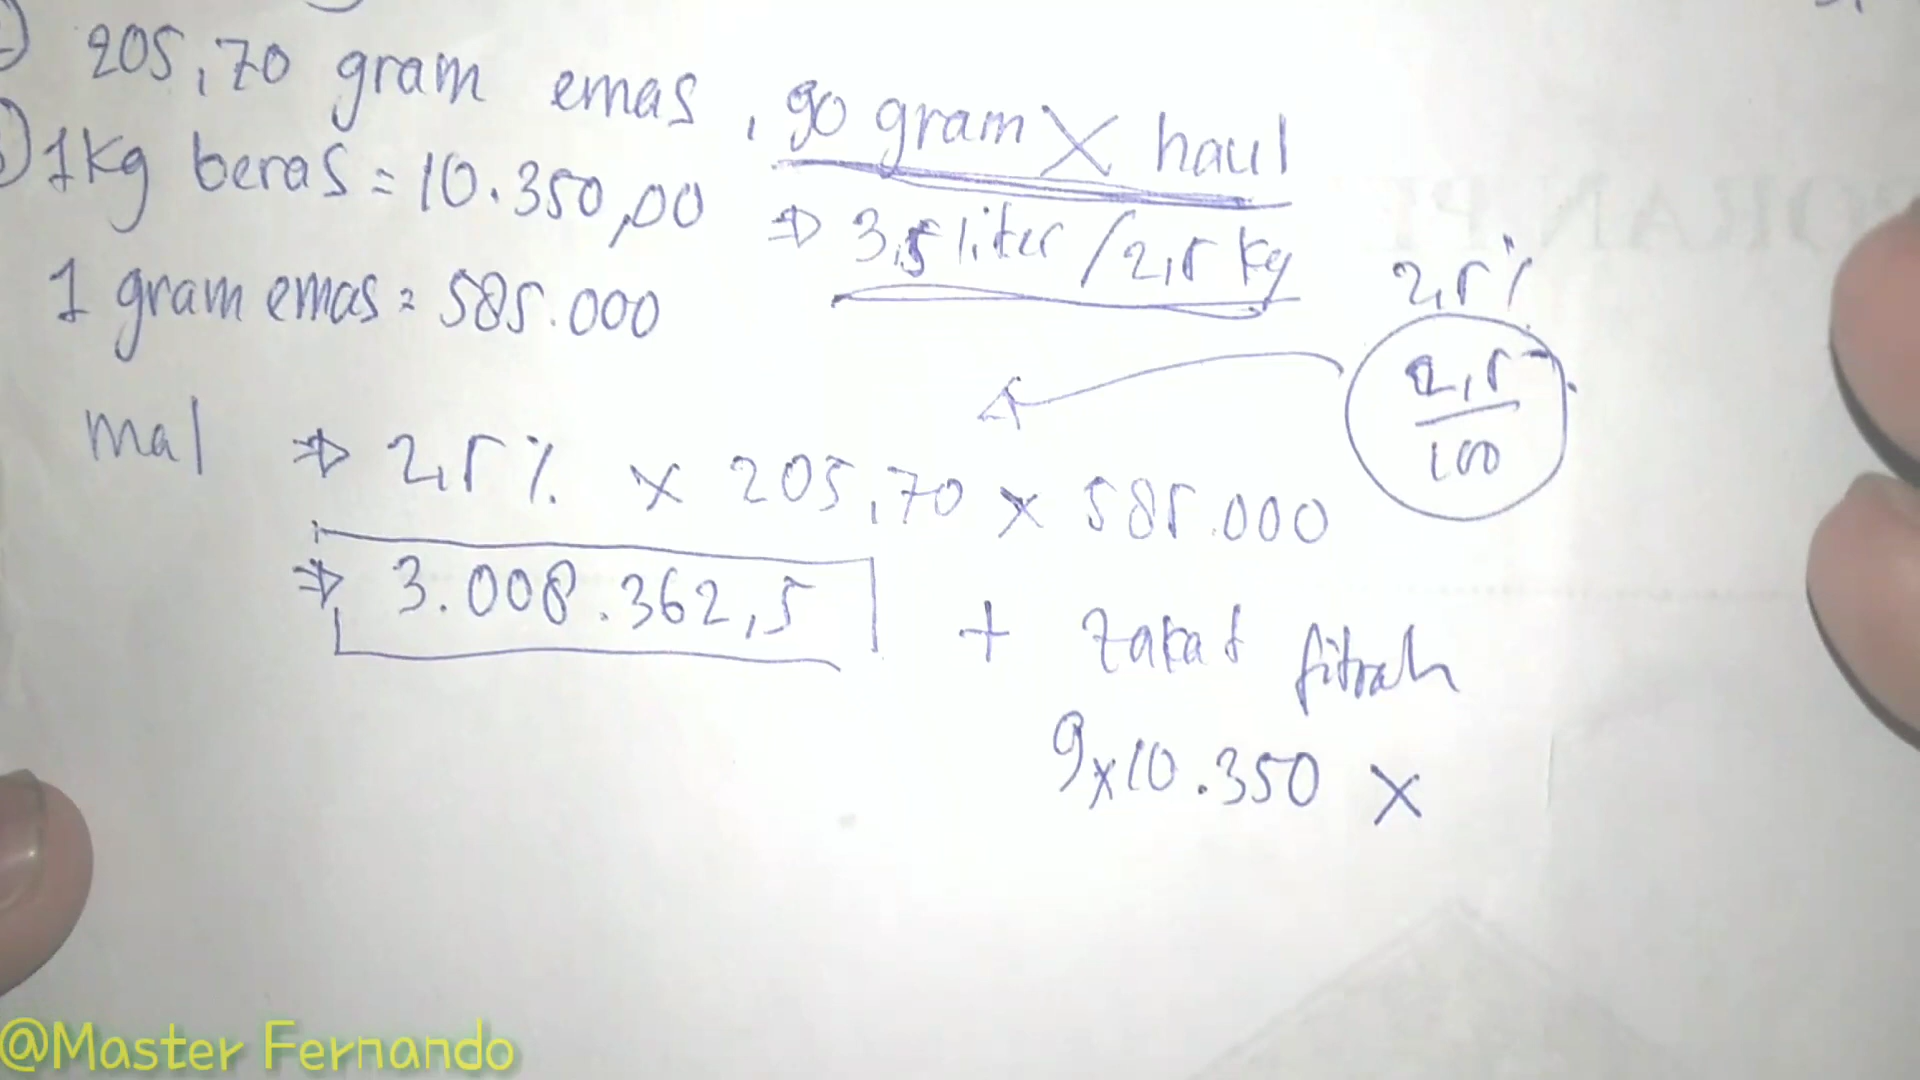 205,70 gram emas, 90 gram X haul
1kg beras = 10.350,00 ⇒ 3,5 liter / 2,5 kg
1 gram emas = 585.000
2,5%
2,5
100
mal ⇒ 2,5% x 205,70 x 585.000
⇒ 3.008.362,5 + zakat fitrah
9x10.350 x
@Master Fernando